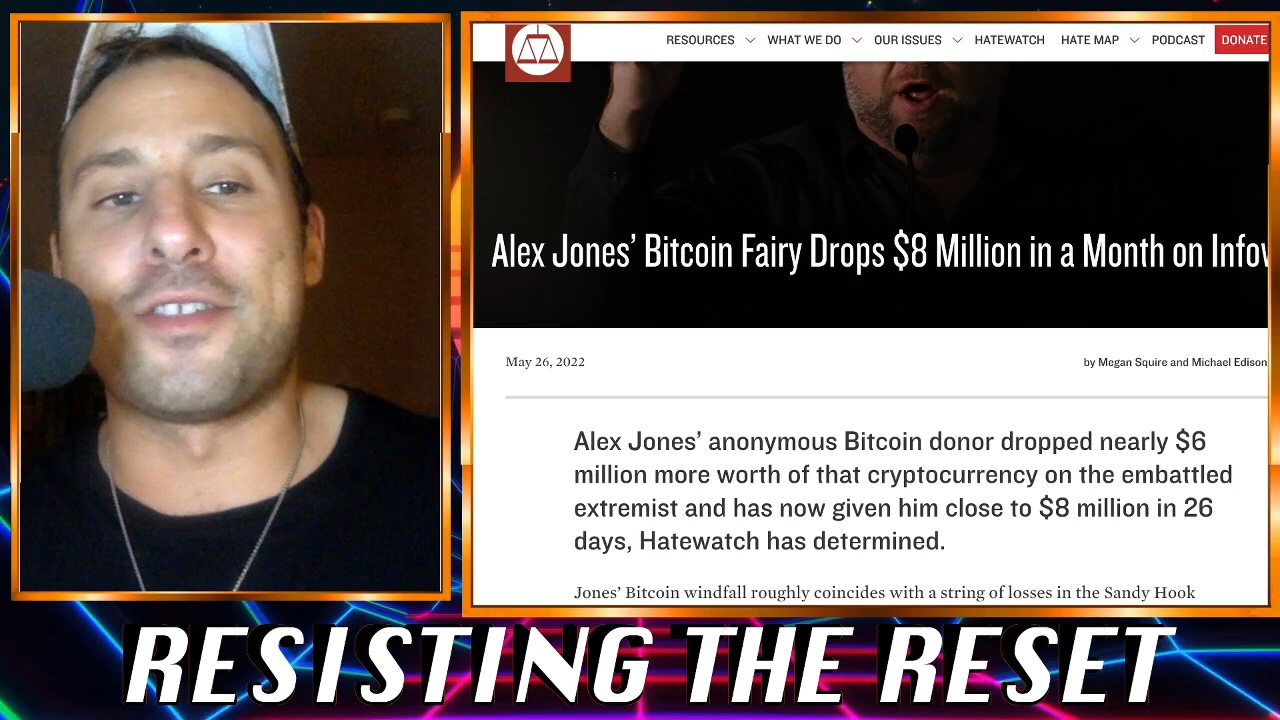 RESOURCES WHAT WE DO OUR ISSUES HATEWATCH HATE MAP PODCAST DONATE
Alex Jones’ Bitcoin Fairy Drops $8 Million in a Month on
May 26, 2022
by Megan Squire and Michael Edison
Alex Jones’ anonymous Bitcoin donor dropped nearly $6
million more worth of that cryptocurrency on the embattled
extremist and has now given him close to $8 million in 26
days, Hatewatch has determined.
Jones’ Bitcoin windfall roughly coincides with a string of losses in the Sandy Hook
RESISTING THE RESET